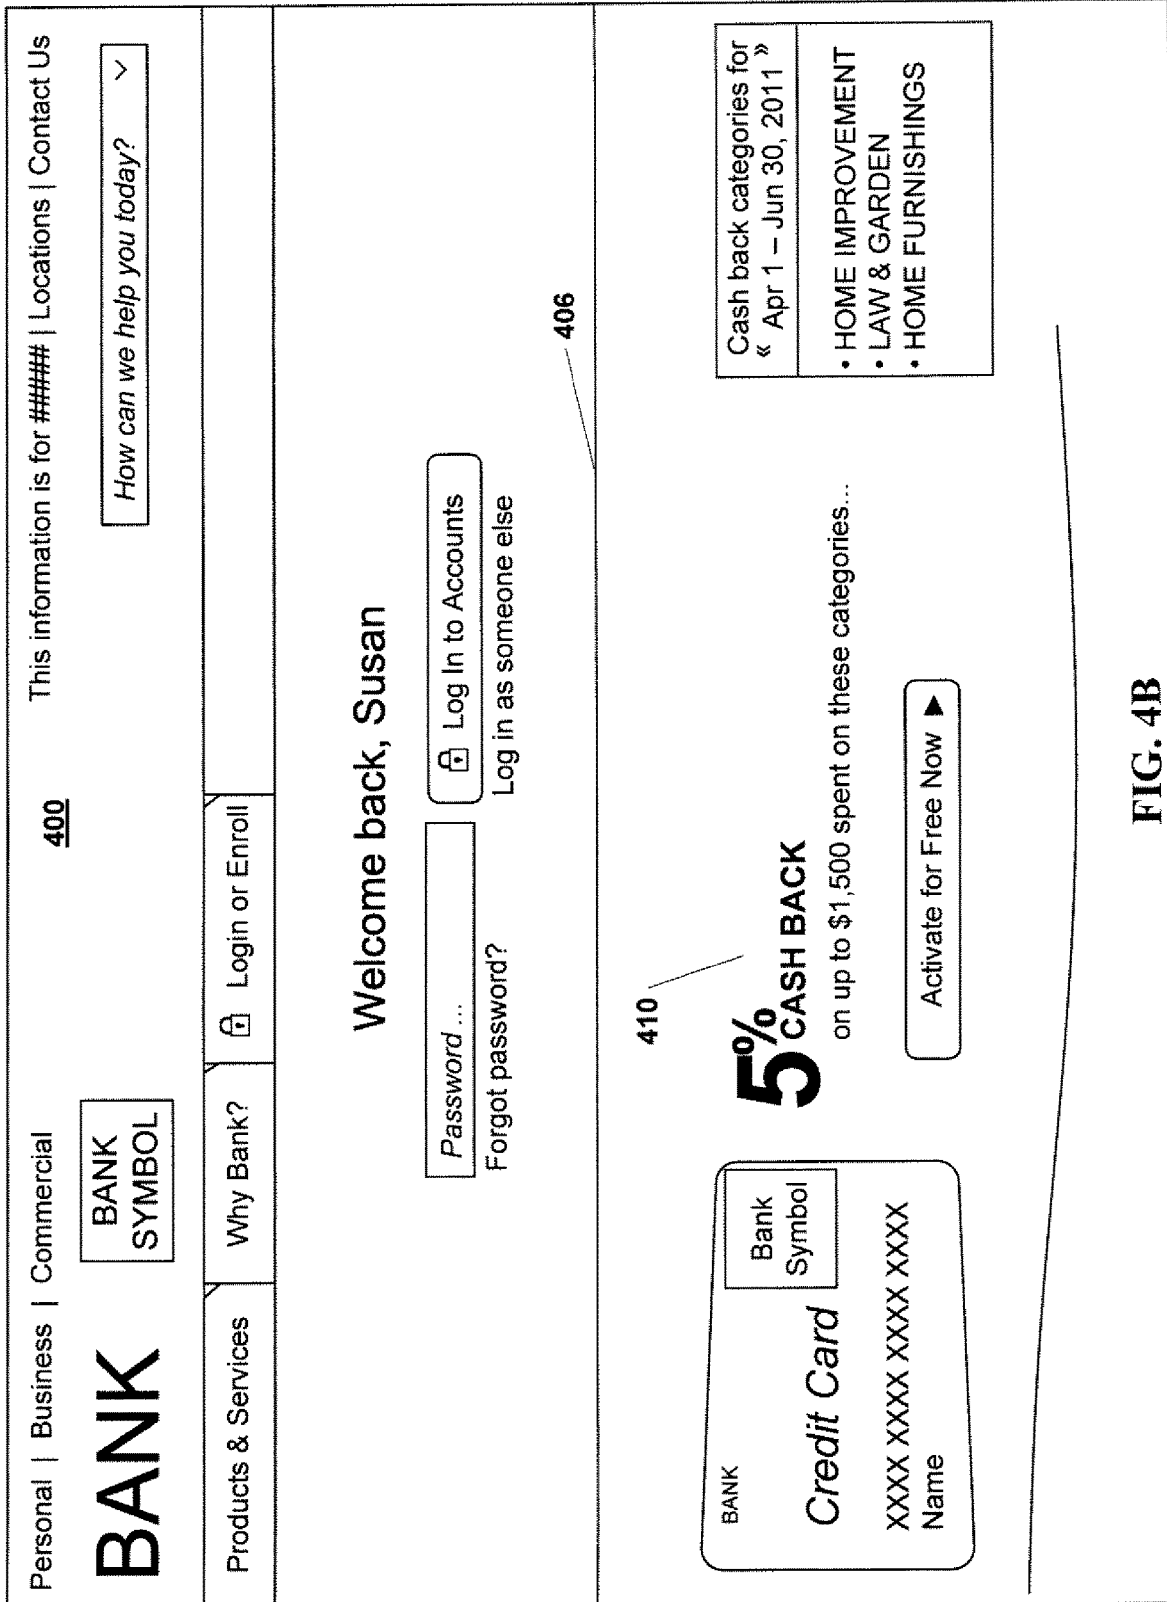 Personal | Business | Commercial
400
This information is for ##### | Locations | Contact Us
BANK
BANK
SYMBOL
How can we help you today?
Products & Services
Why Bank?
Login or Enroll
Welcome back, Susan
Password ...
Log In to Accounts
Forgot password?
Log in as someone else
406
410
BANK
Bank
Symbol
Credit Card
XXXX XXXX XXXX XXXX
Name
5%
CASH BACK
on up to $1,500 spent on these categories...
Activate for Free Now ▶
Cash back categories for
« Apr 1 – Jun 30, 2011 »
• HOME IMPROVEMENT
• LAW & GARDEN
• HOME FURNISHINGS
FIG. 4B